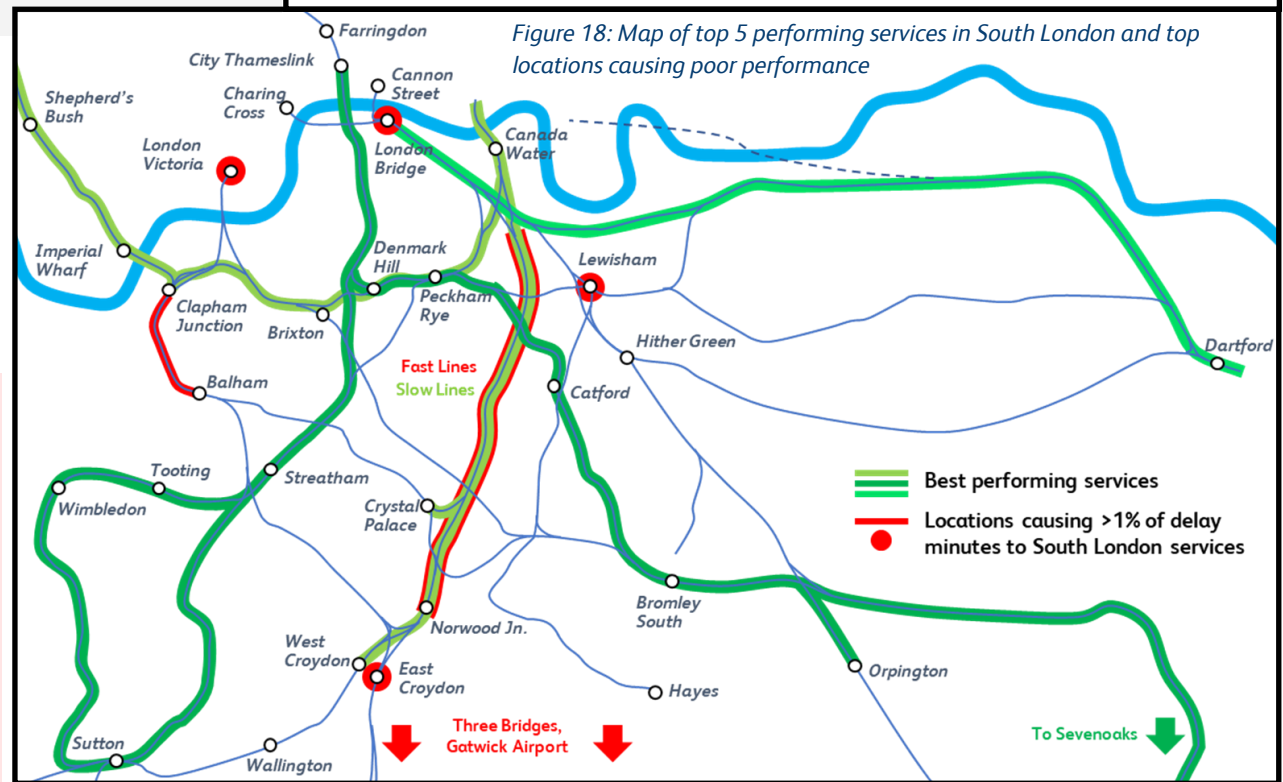 Figure 18: Map of top 5 performing services in South London and top
locations causing poor performance
Farringdon
City Thameslink
Cannon
Street
Charing
Cross
Shepherd's
Bush
London
Victoria
London
Bridge
Canada
Water
Imperial
Wharf
Denmark
Hill
Lewisham
Clapham
Junction
Brixton
Peckham
Rye
Hither Green
Dartford
Fast Lines
Slow Lines
Balham
Catford
Tooting
Streatham
Wimbledon
Crystal
Palace
Best performing services
Locations causing >1% of delay
minutes to South London services
Bromley
South
Norwood Jn.
West
Croydon
East
Croydon
Orpington
Hayes
Three Bridges,
Gatwick Airport
To Sevenoaks
Sutton
Wallington